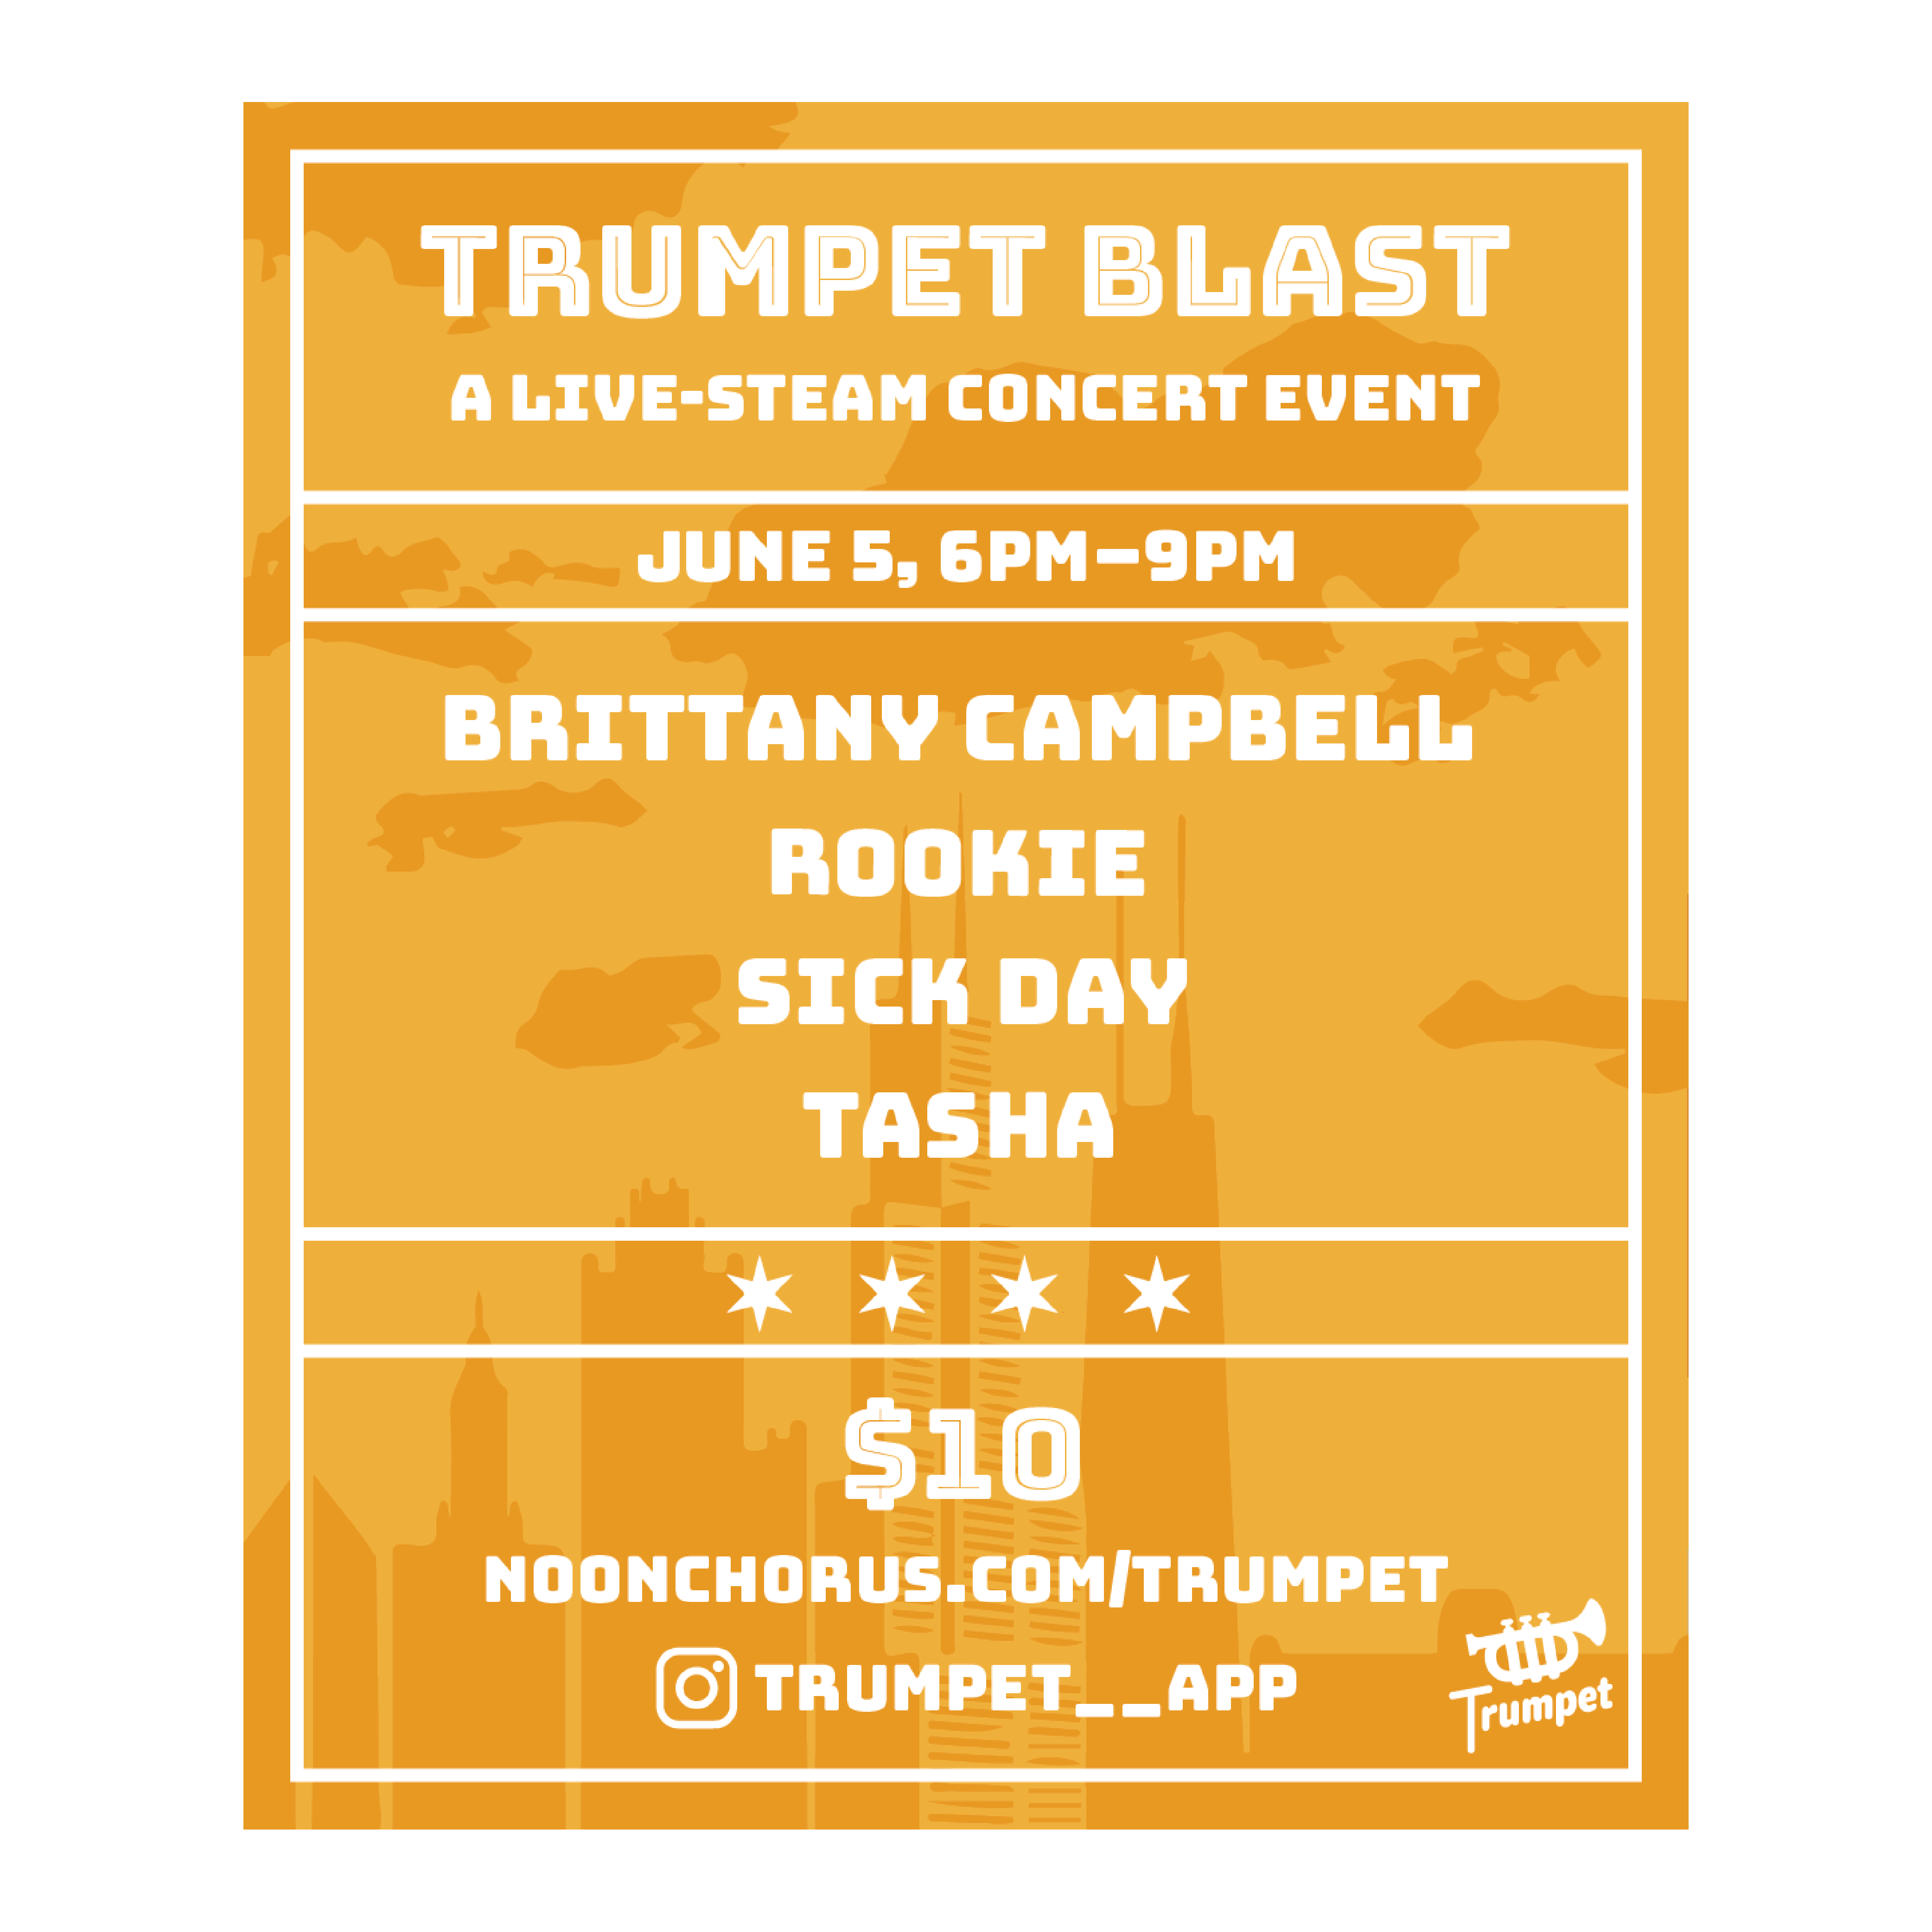 TRUMPET BLAST
A LIVE-STEAM CONCERT EVENT
JUNE 5, 6PM—9PM
BRITTANY CAMPBELL
ROOKIE
SICK DAY
TASHA
$10
NOONCHORUS.COM/TRUMPET
TRUMPET__APP
Trumpet